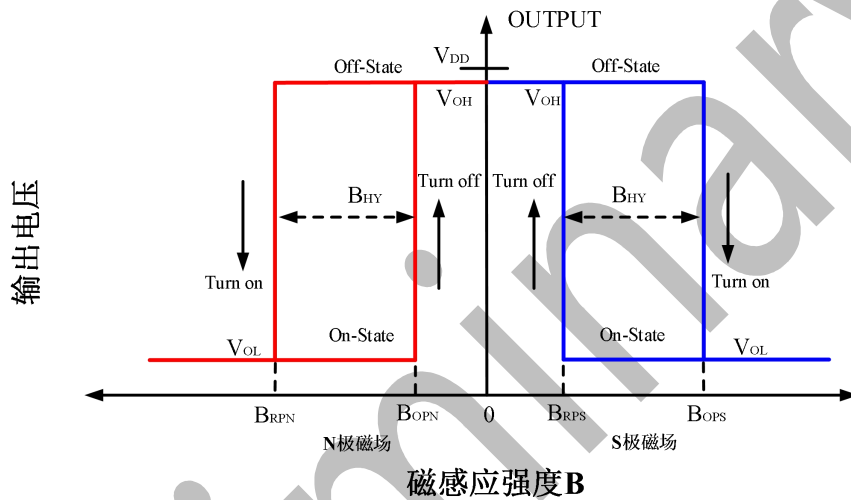 OUTPUT
VDD
Off-State
Off-State
VOH
VOH
Turn off
Turn off
BHY
BHY
Turn on
Turn on
输出电压
On-State
On-State
VOL
VOL
BRPN
BOPN
0
BRPS
BOPS
N极磁场
S极磁场
磁感应强度B